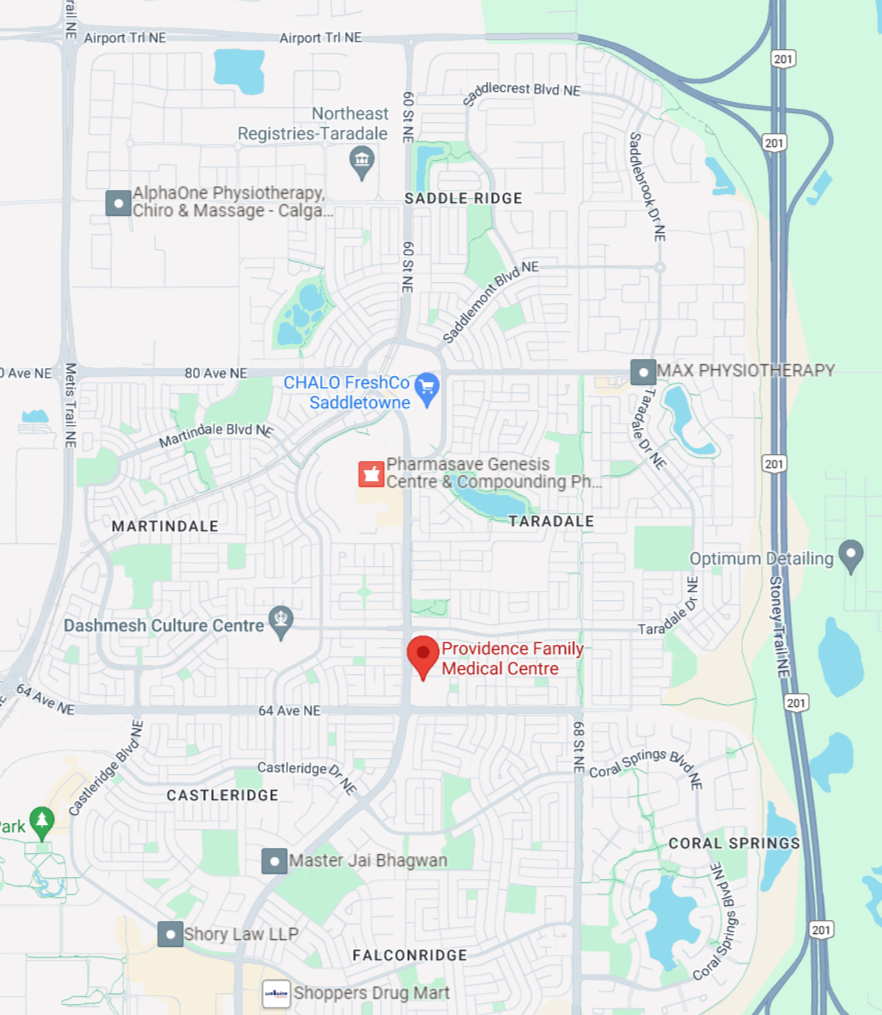 Trail NE
Airport Trl NE
Airport Trl NE
201
Saddlecrest Blvd NE
60 St NE
Northeast
Registries-Taradale
201
Saddlebrook Dr NE
AlphaOne Physiotherapy,
Chiro & Massage - Calga...
SADDLE RIDGE
60 St NE
Saddlemont Blvd NE
Metis Trail NE
0 Ave NE
80 Ave NE
MAX PHYSIOTHERAPY
CHALO FreshCo
Saddletowne
Taradale Dr NE
Martindale Blvd NE
201
Pharmasave Genesis
Centre & Compounding Ph...
MARTINDALE
TARADALE
Optimum Detailing
Stoney Trail NE
Dashmesh Culture Centre
Taradale Dr NE
Providence Family
Medical Centre
64 Ave NE
64 Ave NE
201
68 St NE
Castleridge Blvd NE
Castleridge Dr NE
Coral Springs Blvd NE
CASTLERIDGE
Park
CORAL SPRINGS
Master Jai Bhagwan
Coral Springs Blvd NE
Shory Law LLP
201
FALCONRIDGE
Shoppers Drug Mart